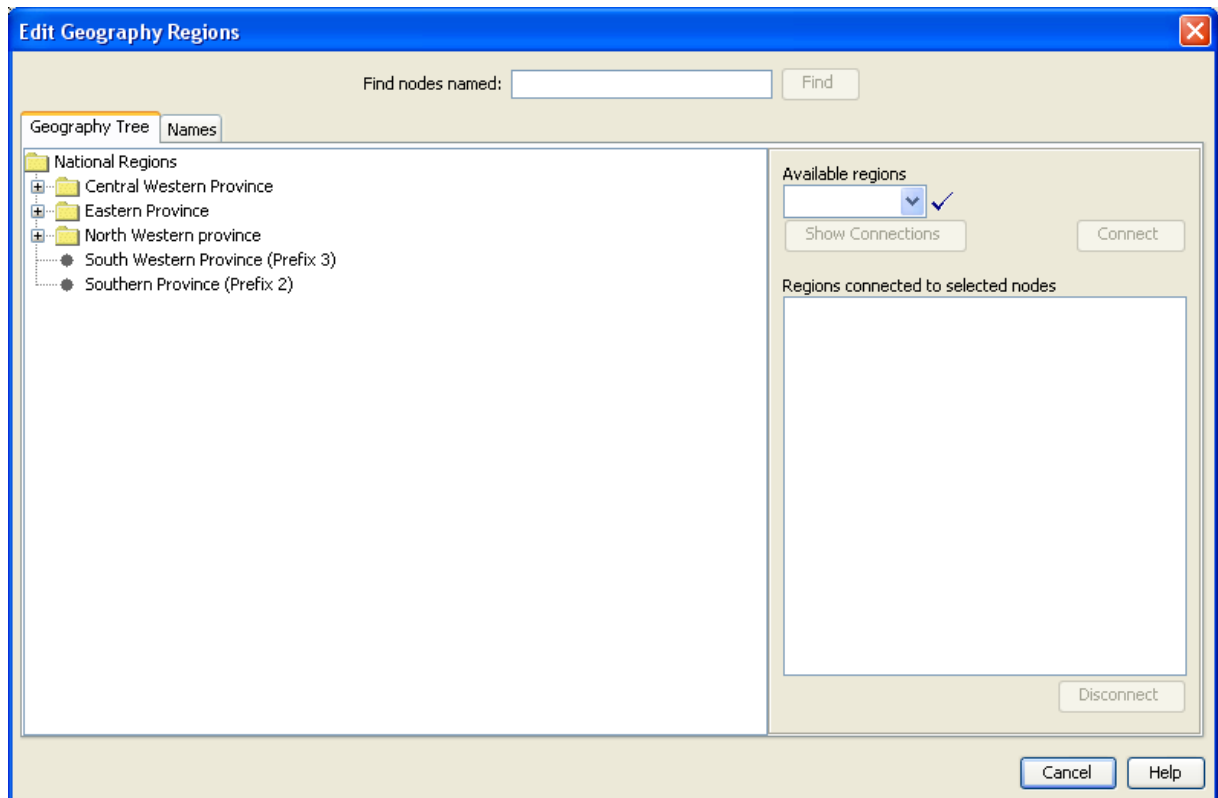 Edit Geography Regions
Find nodes named:
Find
Geography Tree
Names
National Regions
Central Western Province
Eastern Province
North Western province
South Western Province (Prefix 3)
Southern Province (Prefix 2)
Available regions
Show Connections
Connect
Regions connected to selected nodes
Disconnect
Cancel
Help